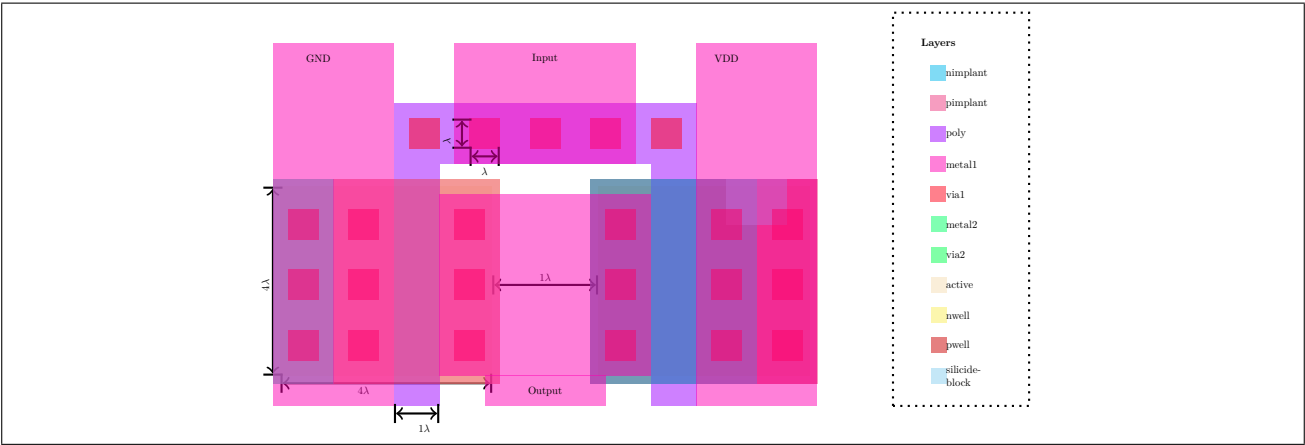 GND
Input
VDD
λ
λ
4λ
1λ
4λ
Output
1λ
Layers
nimplant
pimplant
poly
metal1
via1
metal2
via2
active
nwell
pwell
silicide-
block